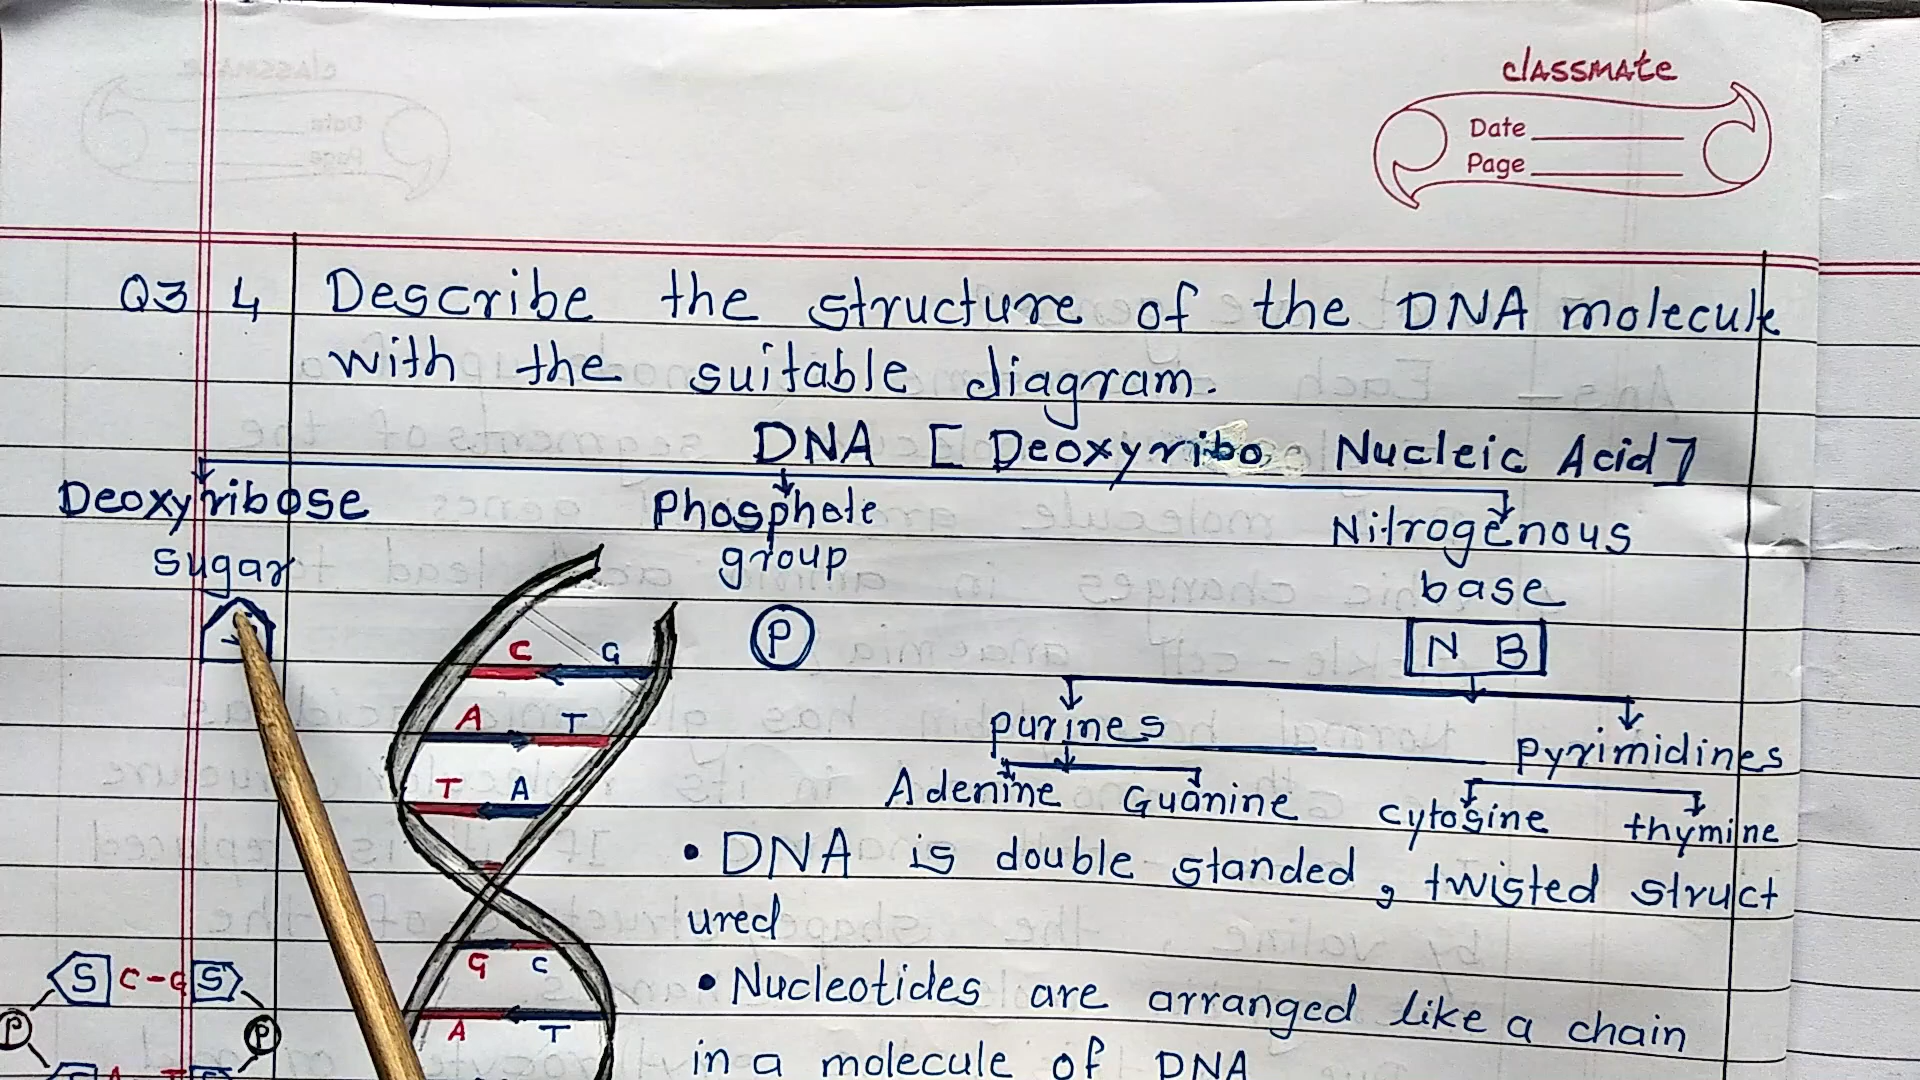 classmate
Date
Page
Q3 4 Describe the structure of the DNA molecule
with the suitable diagram.
DNA [Deoxyribo Nucleic Acid]
Deoxyribose
sugar
Phosphate
group
Nitrogenous
base
P
N B
purines
pyrimidines
Adenine Guanine
cytosine thymine
C G
A T
T A
G C
A T
• DNA is double standed, twisted struct
ured
• Nucleotides are arranged like a chain
in a molecule of DNA
S C-G S
P P